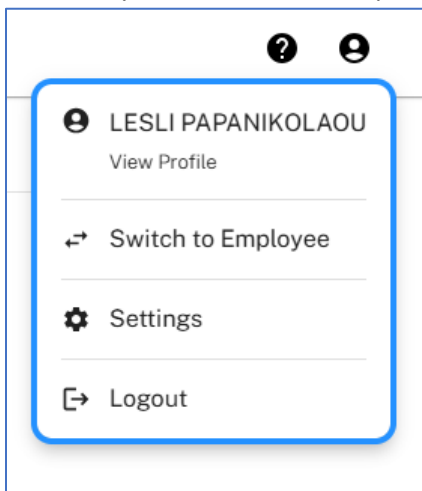 LESLI PAPANIKOLAOU
View Profile
Switch to Employee
Settings
Logout